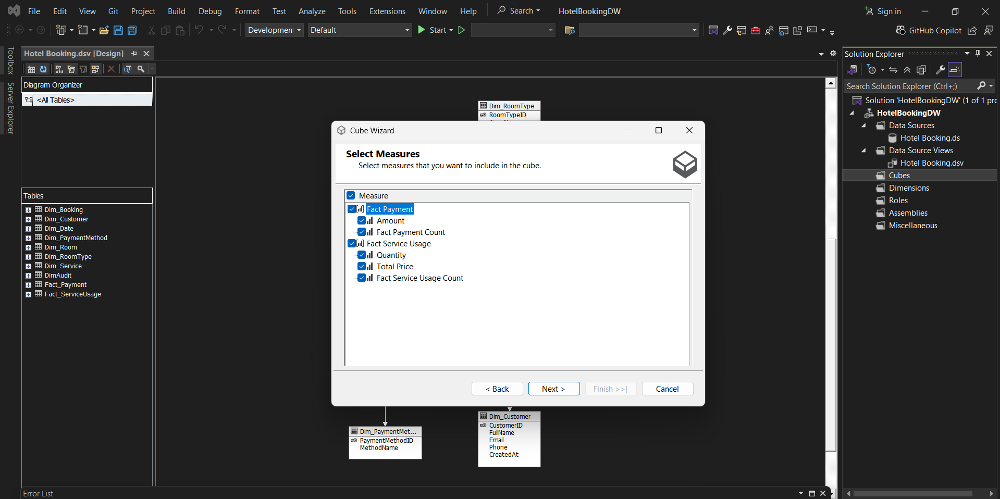 File Edit View Git Project Build Debug Format Test Analyze Tools Extensions Window Help Search HotelBookingDW Sign in
Development Default Start GitHub Copilot
Toolbox
Server Explorer
Hotel Booking.dsv [Design]
Diagram Organizer
<All Tables>
Tables
Dim_Booking
Dim_Customer
Dim_Date
Dim_PaymentMethod
Dim_Room
Dim_RoomType
Dim_Service
DimAudit
Fact_Payment
Fact_ServiceUsage
Dim_RoomType
RoomTypeID
Cube Wizard
Select Measures
Select measures that you want to include in the cube.
Measure
Fact Payment
Amount
Fact Payment Count
Fact Service Usage
Quantity
Total Price
Fact Service Usage Count
< Back Next > Finish >>| Cancel
Dim_PaymentMet...
PaymentMethodID
MethodName
Dim_Customer
CustomerID
FullName
Email
Phone
CreatedAt
Solution Explorer
Search Solution Explorer (Ctrl+;)
Solution 'HotelBookingDW' (1 of 1 pro
HotelBookingDW
Data Sources
Hotel Booking.ds
Data Source Views
Hotel Booking.dsv
Cubes
Dimensions
Roles
Assemblies
Miscellaneous
Error List